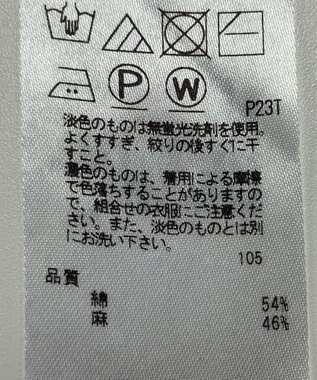 P W
P23T
淡色のものは無蛍光洗剤を使用。
よくすすぎ、絞りの後すぐに干
すこと。
濃色のものは、着用による摩擦
で色落ちすることがありますの
で、組合せの衣服にご注意くだ
さい。また、淡色のものとは別
にお洗い下さい。
105
品質
綿 54%
麻 46%